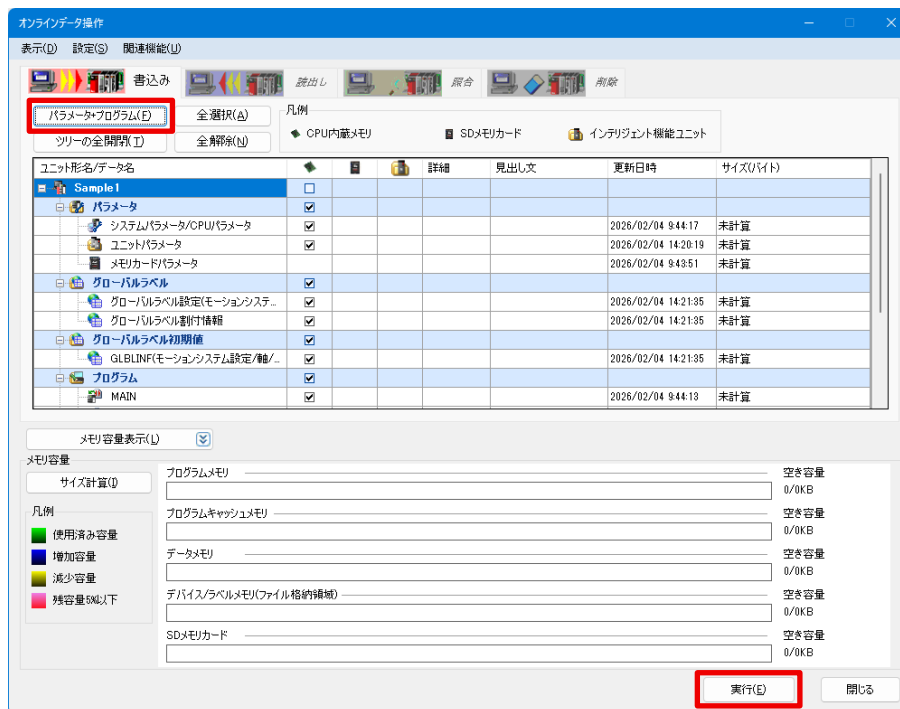 オンラインデータ操作
表示(D) 設定(S) 関連機能(U)
書込み 読出し 照合 削除
パラメータ+プログラム(F) 全選択(A) 凡例
CPU内蔵メモリ SDメモリカード インテリジェント機能ユニット
ツリーの全開閉(T) 全解除(N)
ユニット形名/データ名 詳細 見出し文 更新日時 サイズ(バイト)
Sample1
パラメータ
システムパラメータ/CPUパラメータ 2026/02/04 9:44:17 未計算
ユニットパラメータ 2026/02/04 14:20:19 未計算
メモリカードパラメータ 2026/02/04 9:43:51 未計算
グローバルラベル
グローバルラベル設定(モーションシステ... 2026/02/04 14:21:35 未計算
グローバルラベル割付情報 2026/02/04 14:21:35 未計算
グローバルラベル初期値
GLBLINF(モーションシステム設定/軸/... 2026/02/04 14:21:35 未計算
プログラム
MAIN 2026/02/04 9:44:13 未計算
メモリ容量表示(L)
メモリ容量
サイズ計算(I)
プログラムメモリ 空き容量
0/0KB
凡例
使用済み容量
増加容量
減少容量
残容量5%以下
プログラムキャッシュメモリ 空き容量
0/0KB
データメモリ 空き容量
0/0KB
デバイス/ラベルメモリ(ファイル格納領域) 空き容量
0/0KB
SDメモリカード 空き容量
0/0KB
実行(E) 閉じる